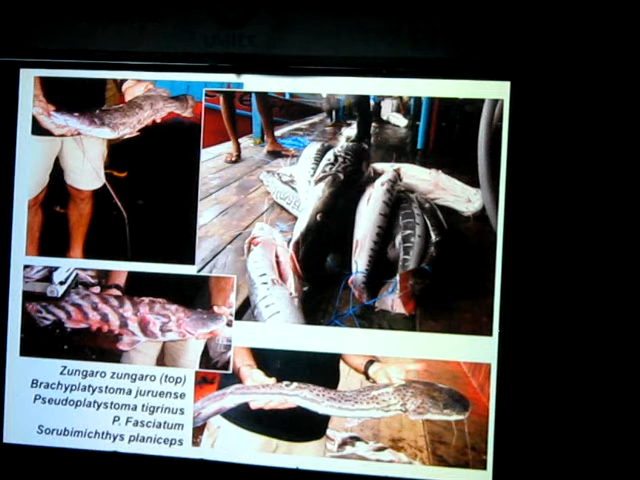 Zungaro zungaro (top)
Brachyplatystoma juruense
Pseudoplatystoma tigrinus
P. Fasciatum
Sorubimichthys planiceps